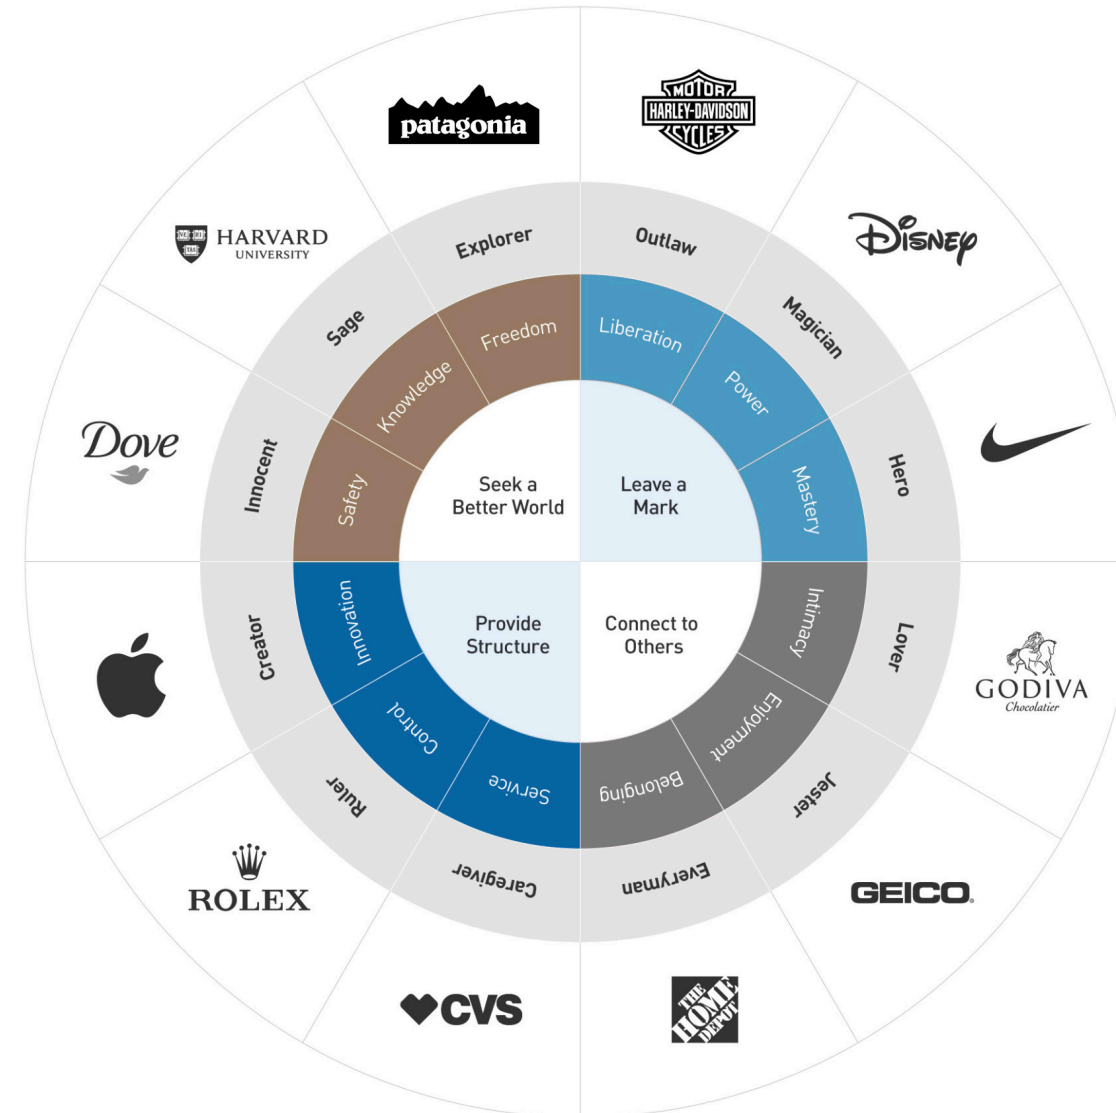 patagonia
MOTOR
HARLEY-DAVIDSON
CYCLES
HARVARD
UNIVERSITY
DISNEY
Explorer
Outlaw
Sage
Magician
Freedom
Liberation
Knowledge
Power
Dove
Innocent
Safety
Seek a
Better World
Leave a
Mark
Mastery
Hero
Creator
Innovation
Provide
Structure
Connect to
Others
Intimacy
Lover
GODIVA
Chocolatier
Control
Enjoyment
Ruler
Service
Belonging
Jester
ROLEX
Caregiver
Everyman
GEICO.
CVS
THE
HOME
DEPOT